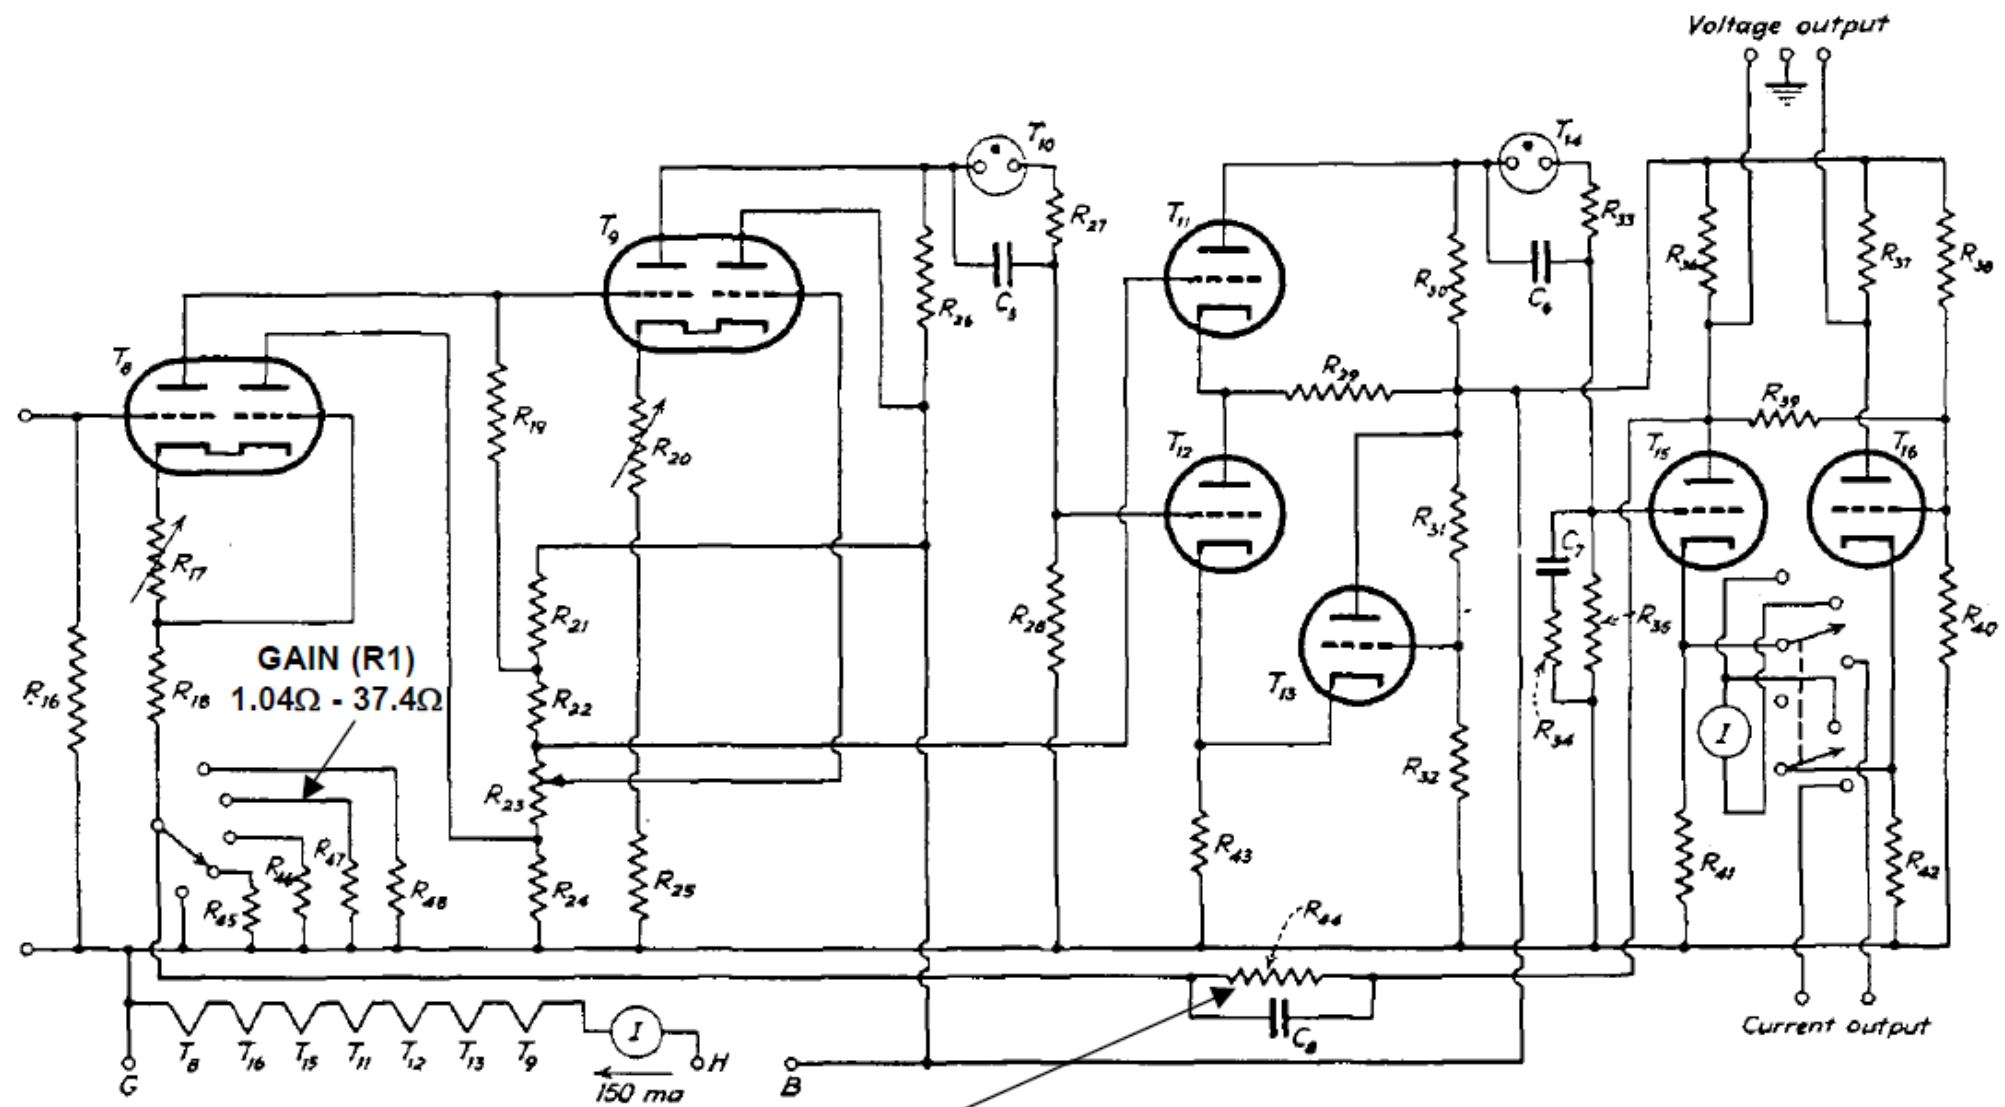 Voltage output
T10
T14
T9
T11
R27
R33
R36
R37
R38
C5
R26
R30
C6
T8
R29
R39
R19
R20
T12
T15
T16
R31
C7
R17
R21
R28
R35
R40
GAIN (R1)
1.04Ω - 37.4Ω
R16
R18
R22
T13
R34
I
R23
R32
R47
R43
R46
R48
R24
R25
R41
R42
R45
R44
I
C8
Current output
T8
T16
T15
T11
T12
T13
T9
H
G
150 ma
B